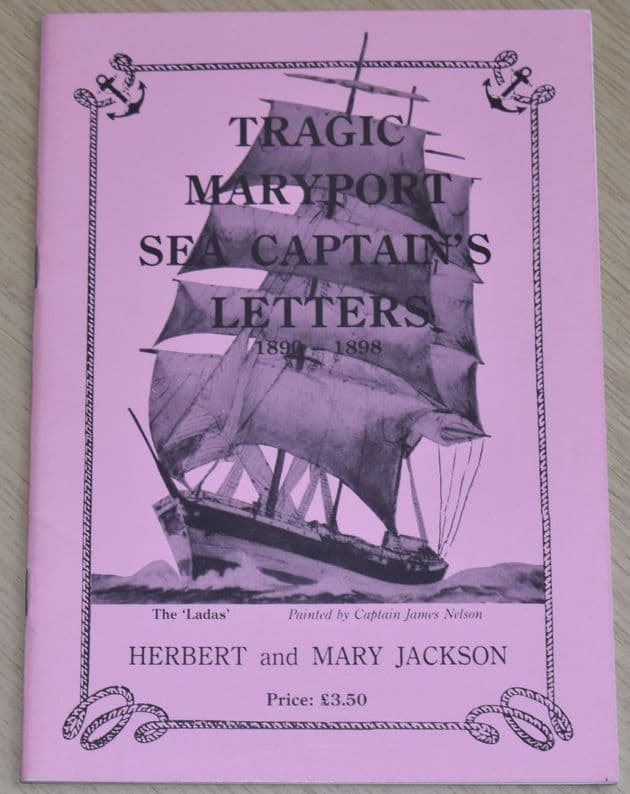 TRAGIC
MARYPORT
SEA CAPTAIN'S
LETTERS
1890 – 1898
The 'Ladas' Painted by Captain James Nelson
HERBERT and MARY JACKSON
Price: £3.50